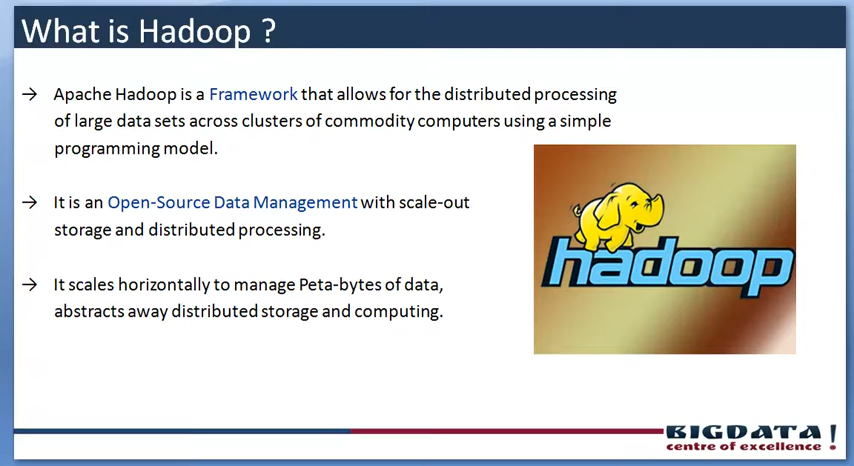 What is Hadoop ?
→ Apache Hadoop is a Framework that allows for the distributed processing
of large data sets across clusters of commodity computers using a simple
programming model.
→ It is an Open-Source Data Management with scale-out
storage and distributed processing.
→ It scales horizontally to manage Peta-bytes of data,
abstracts away distributed storage and computing.
hadoop
BIGDATA !
centre of excellence